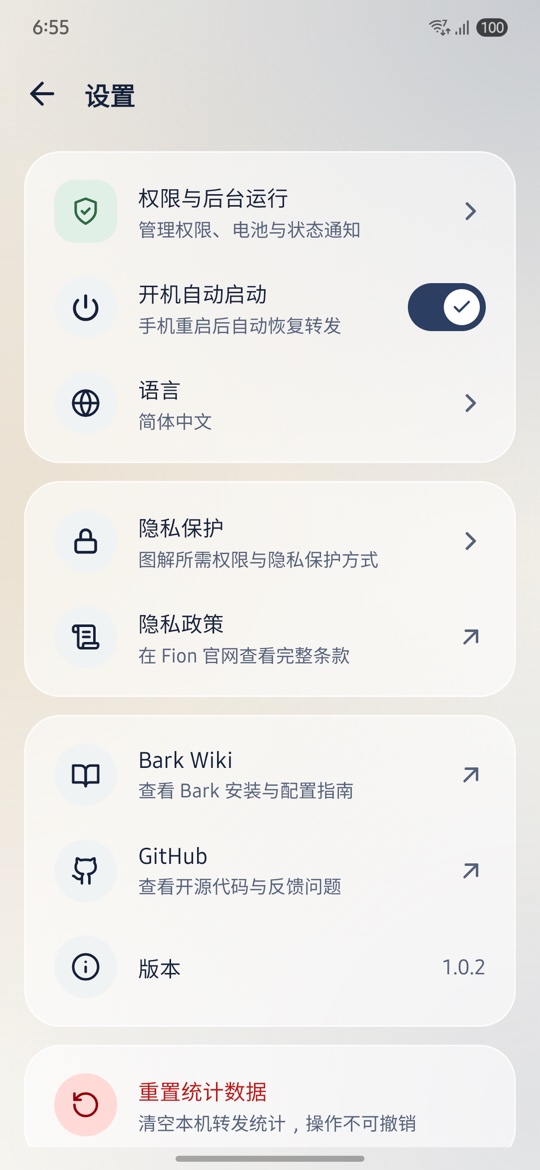 6:55
7
100
设置
权限与后台运行
管理权限、电池与状态通知
开机自动启动
手机重启后自动恢复转发
语言
简体中文
隐私保护
图解所需权限与隐私保护方式
隐私政策
在 Fion 官网查看完整条款
Bark Wiki
查看 Bark 安装与配置指南
GitHub
查看开源代码与反馈问题
版本
1.0.2
重置统计数据
清空本机转发统计，操作不可撤销